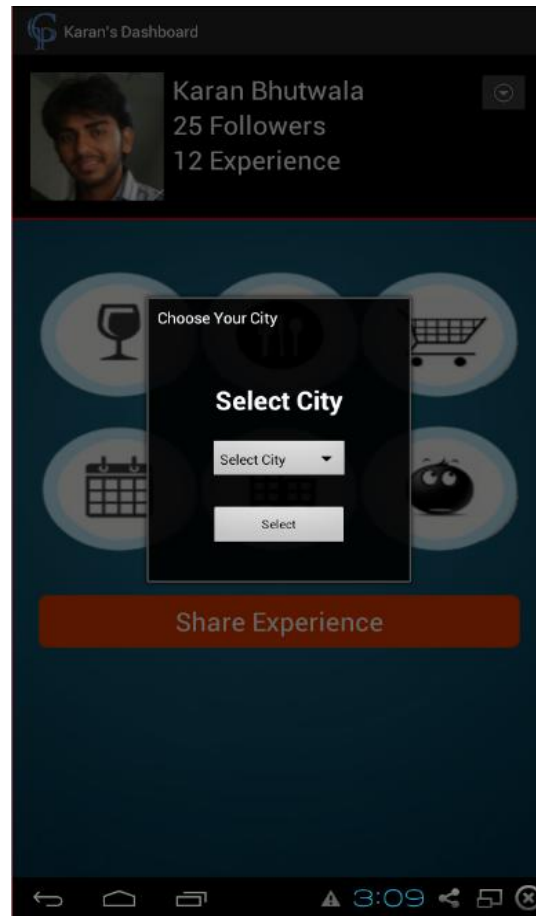 Karan's Dashboard
Karan Bhutwala
25 Followers
12 Experience
Choose Your City
Select City
Select City
Select
Share Experience
3:09